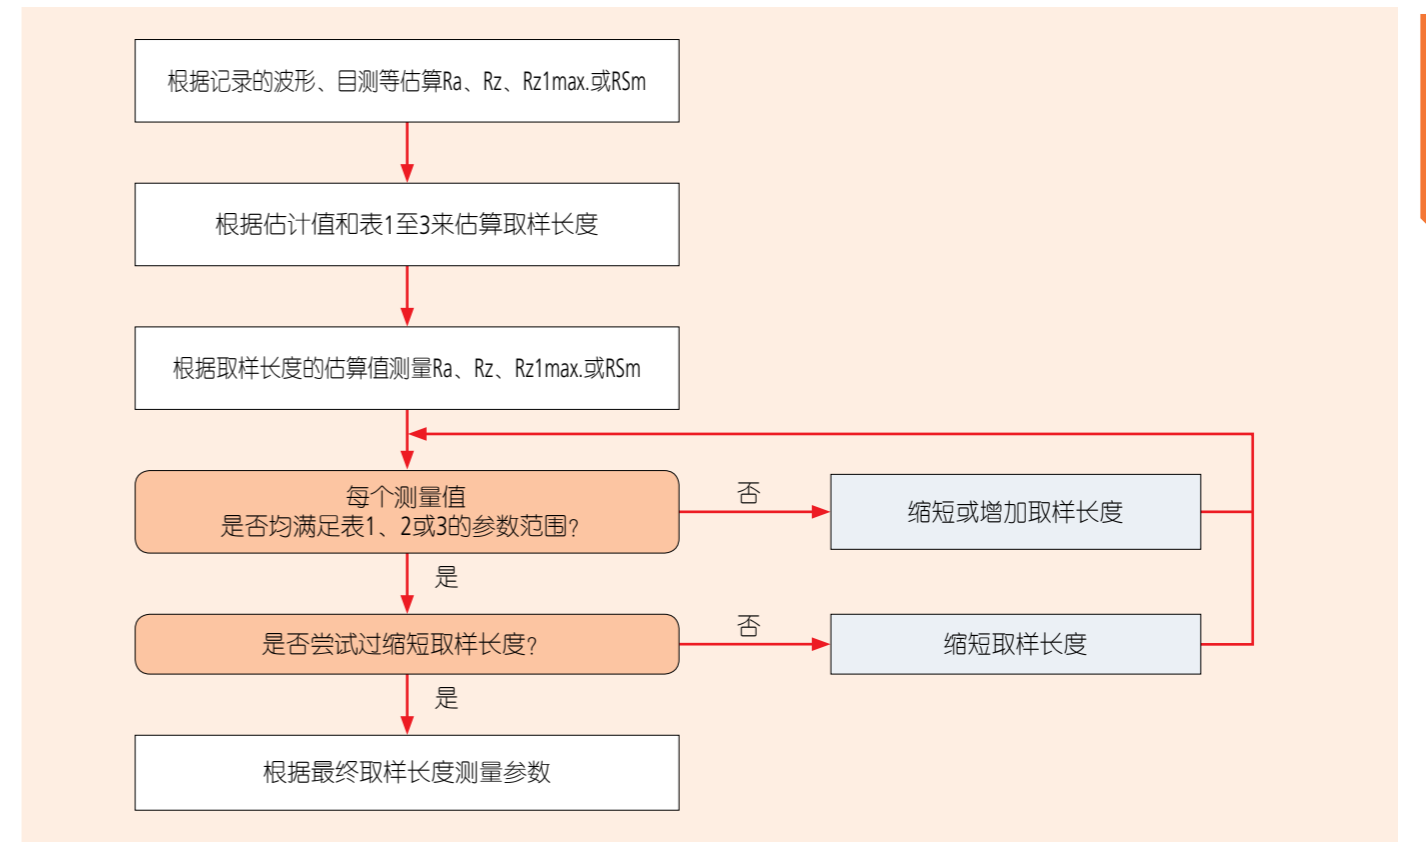 根据记录的波形、目测等估算Ra、Rz、Rz1max.或RSm
根据估计值和表1至3来估算取样长度
根据取样长度的估算值测量Ra、Rz、Rz1max.或RSm
每个测量值
是否均满足表1、2或3的参数范围?
否
缩短或增加取样长度
是
是否尝试过缩短取样长度?
否
缩短取样长度
是
根据最终取样长度测量参数